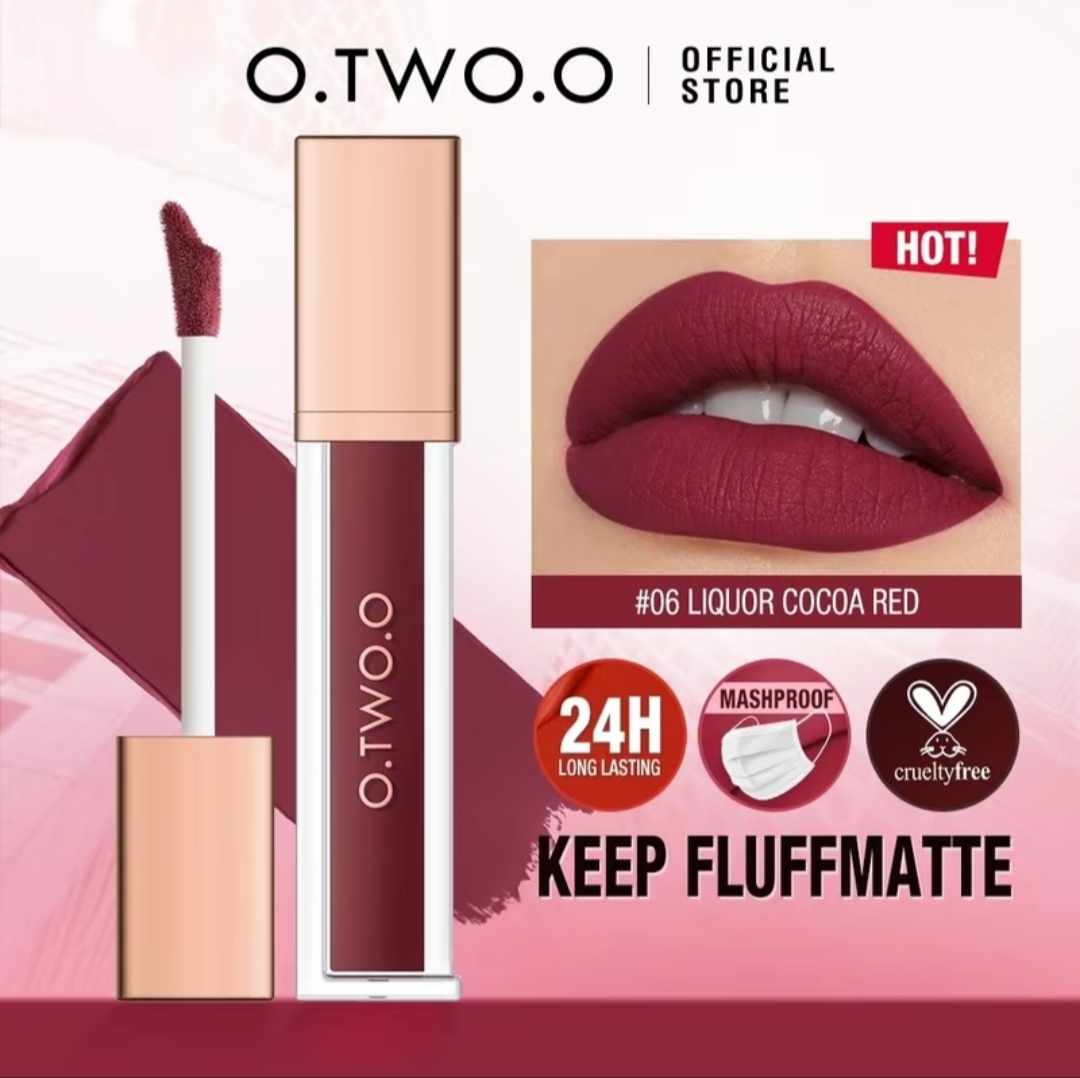 O.TWO.O
OFFICIAL
STORE
HOT!
O.TWO.O
#06 LIQUOR COCOA RED
24H
LONG LASTING
MASHPROOF
crueltyfree
KEEP FLUFFMATTE